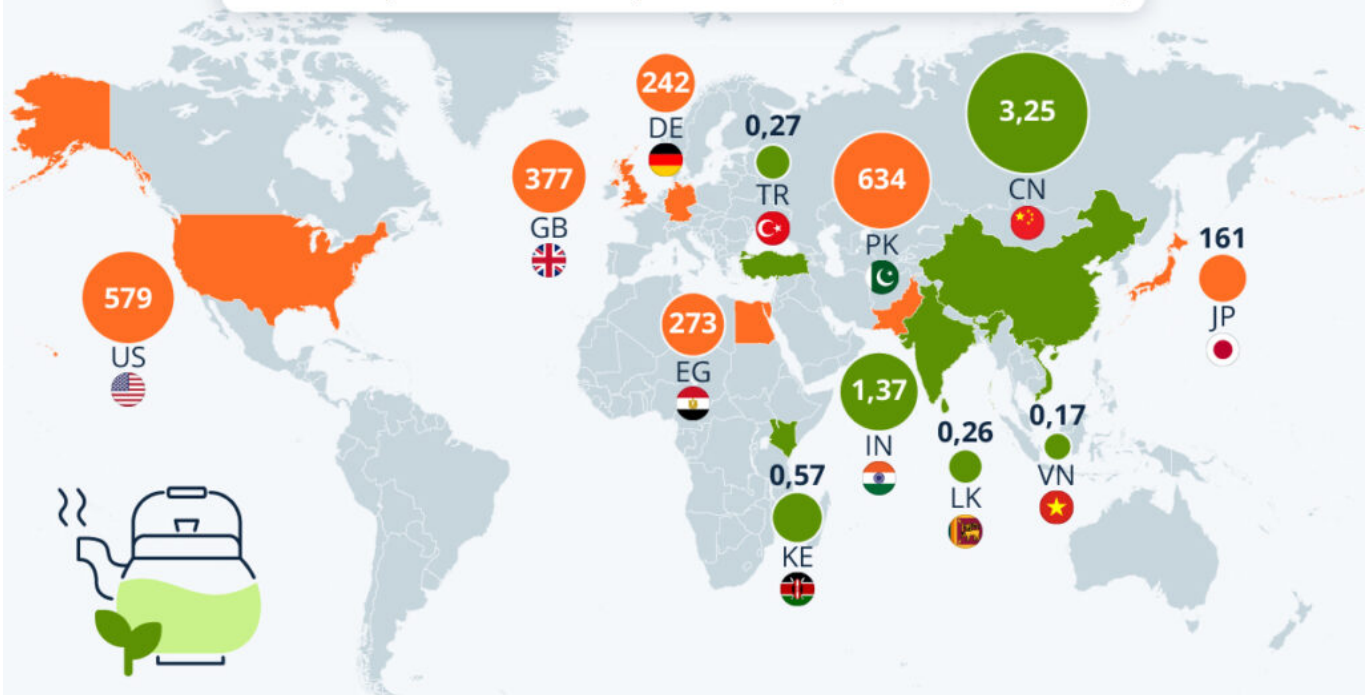 242
DE
0,27
TR
3,25
CN
377
GB
634
PK
161
JP
579
US
273
EG
1,37
IN
0,26
LK
0,17
VN
0,57
KE